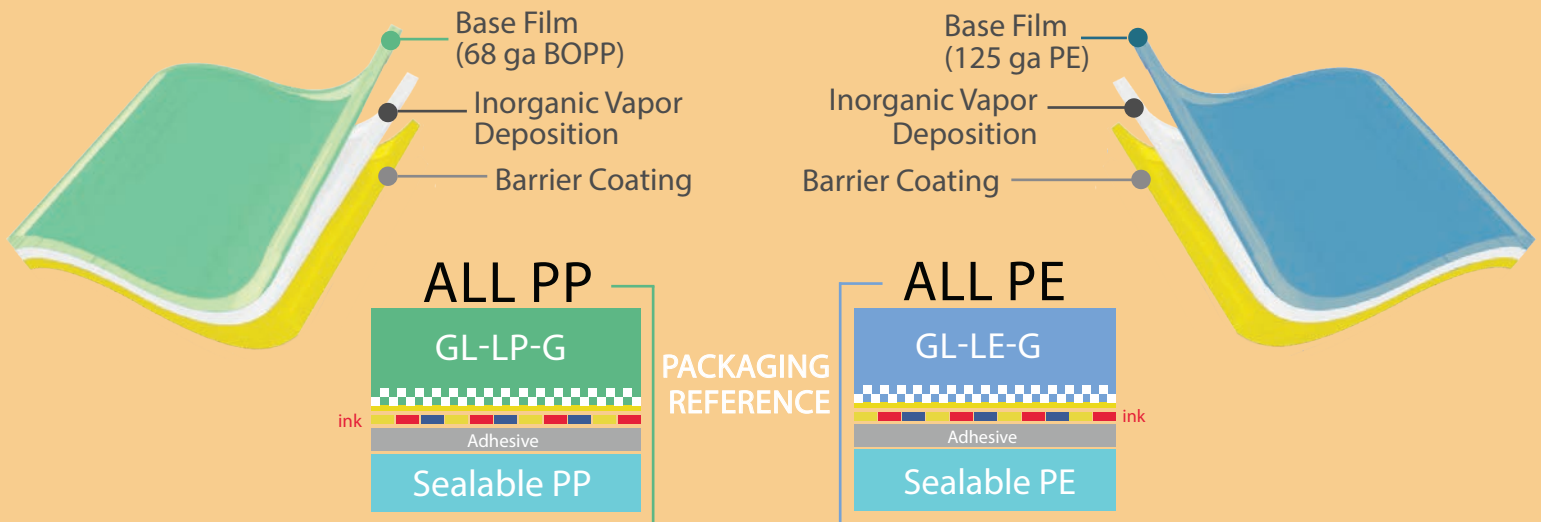 Base Film
(68 ga BOPP)
Inorganic Vapor
Deposition
Barrier Coating
Base Film
(125 ga PE)
Inorganic Vapor
Deposition
Barrier Coating
ALL PP
GL-LP-G
ink
Adhesive
Sealable PP
PACKAGING
REFERENCE
ALL PE
GL-LE-G
ink
Adhesive
Sealable PE